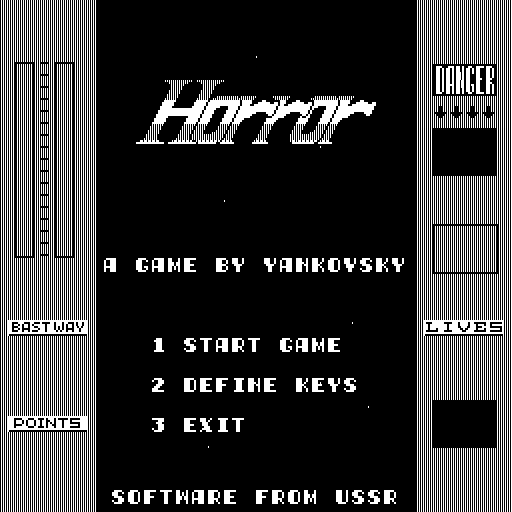 Horror
DANGER
A GAME BY YANKOVSKY
BASTWAY
LIVES
1 START GAME
2 DEFINE KEYS
3 EXIT
POINTS
SOFTWARE FROM USSR